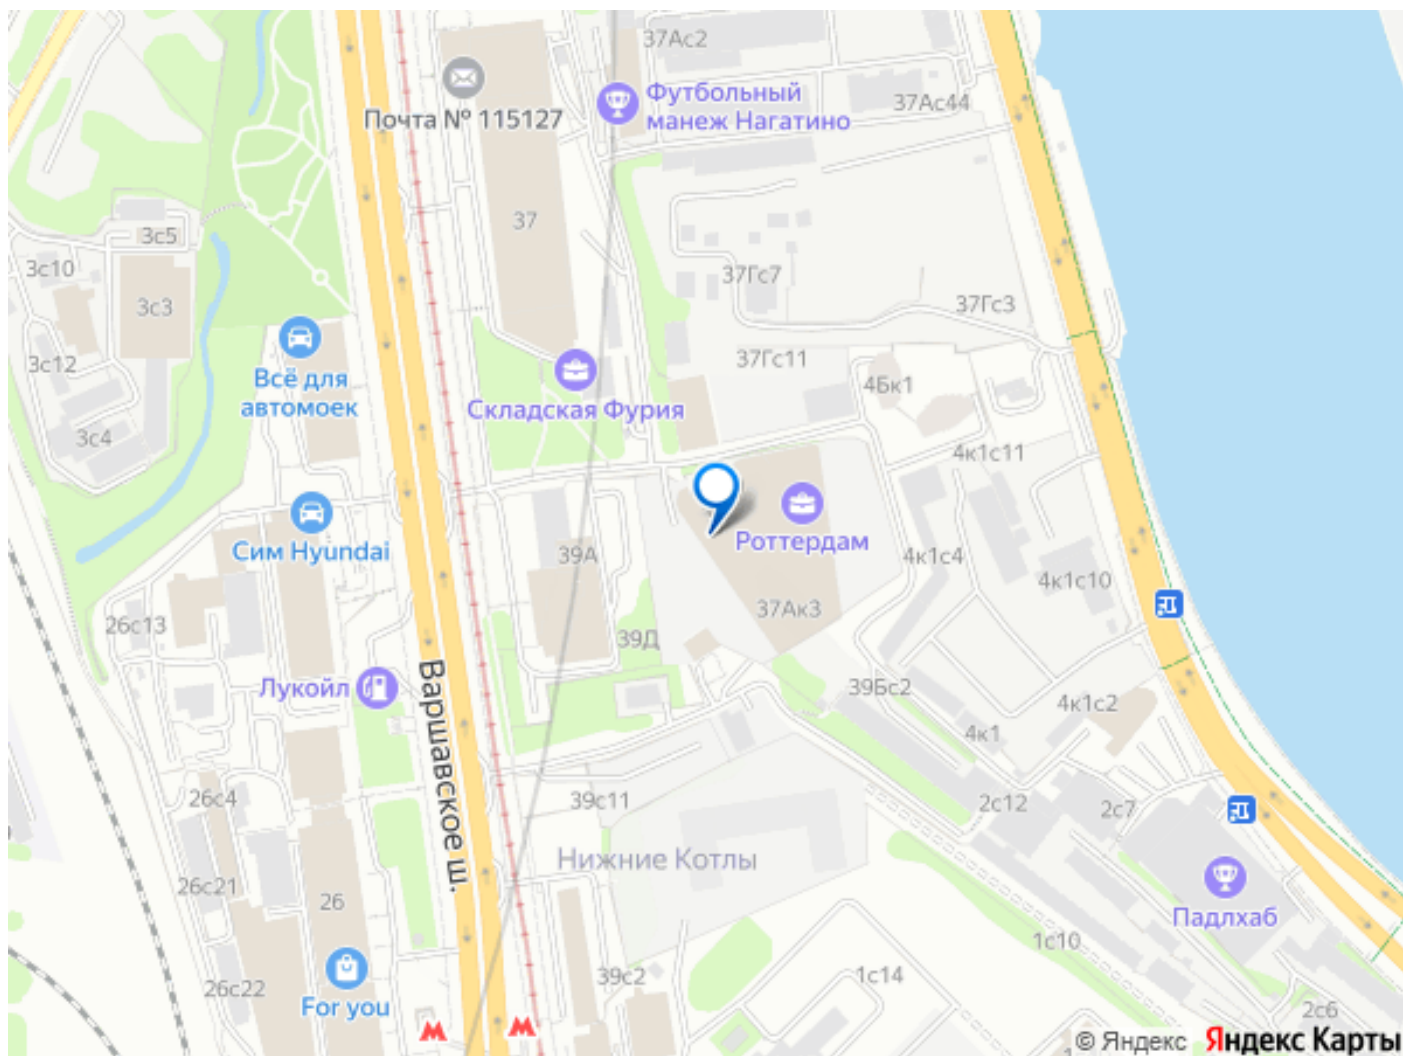 37Ас2
Футбольный
манеж Нагатино
37Ас44
Почта № 115127
37
3с5
3с10
3с3
37Гс7
37Гс3
3с12
Всё для
автомоек
37Гс11
4Бк1
Складская Фурия
3с4
4к1с11
Сим Hyundai
39А
Роттердам
4к1с4
4к1с10
37Ак3
26с13
39Д
Лукойл
Варшавское ш.
39Бс2
4к1с2
4к1
26с4
39с11
2с12
2с7
Нижние Котлы
26с21
26
Падлхаб
1с10
26с22
39с2
1с14
For you
2с6
© Яндекс
Яндекс Карты